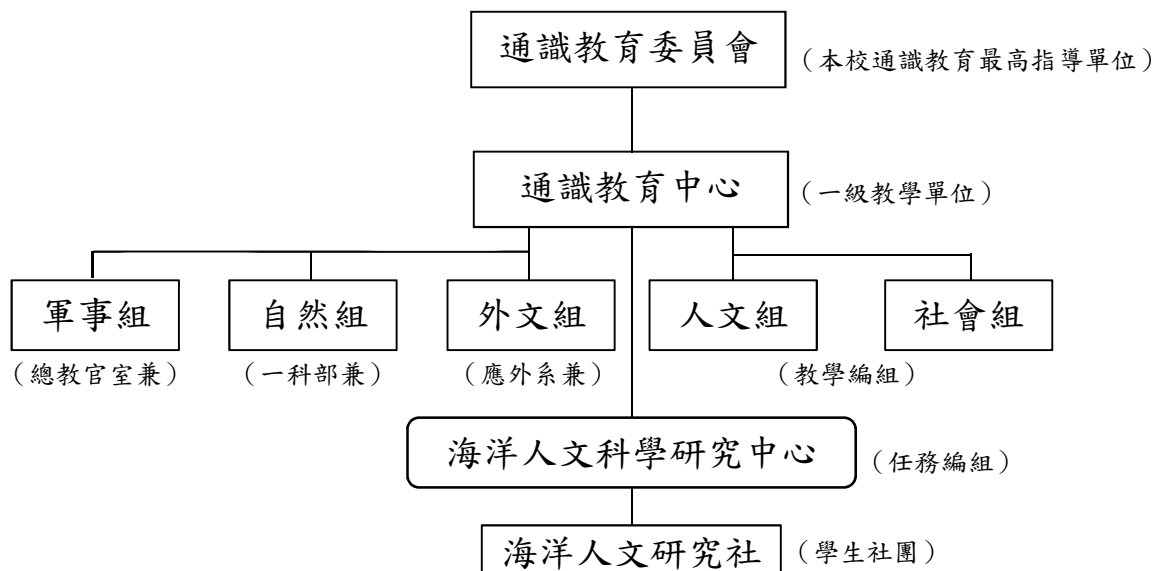 通識教育委員會 (本校通識教育最高指導單位)
通識教育中心 (一級教學單位)
軍事組 自然組 外文組 人文組 社會組
(總教官室兼) (一科部兼) (應外系兼) (教學編組)
海洋人文科學研究中心 (任務編組)
海洋人文研究社 (學生社團)